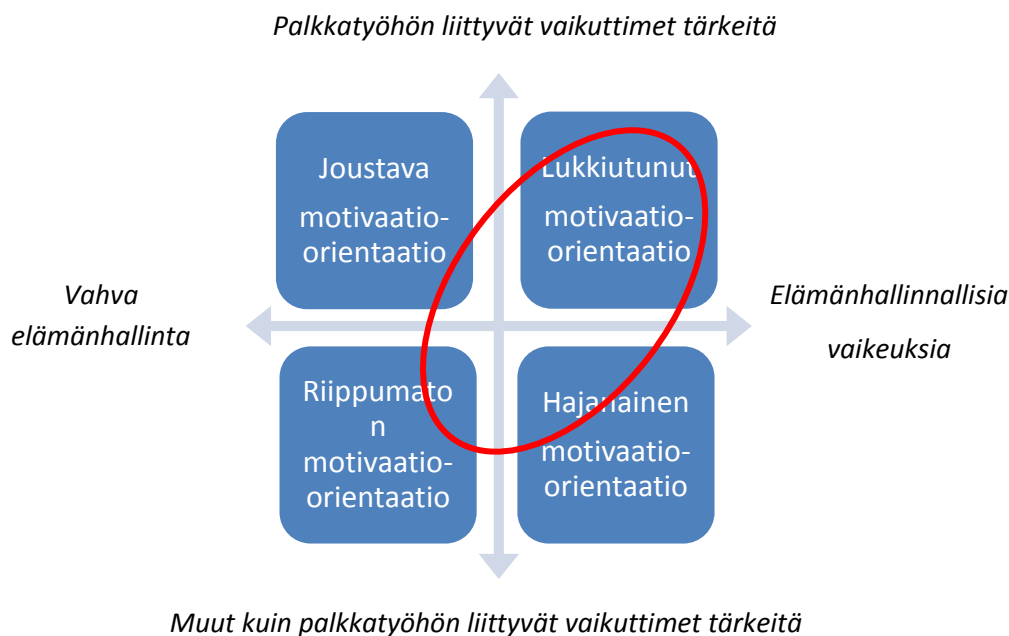 Palkkatyöhön liittyvät vaikuttimet tärkeitä
Joustava
motivaatio-
orientaatio
Lukkiutunut
motivaatio-
orientaatio
Vahva
elämänhallinta
Elämänhallinnallisia
vaikeuksia
Riippumato
n
motivaatio-
orientaatio
Hajanainen
motivaatio-
orientaatio
Muut kuin palkkatyöhön liittyvät vaikuttimet tärkeitä